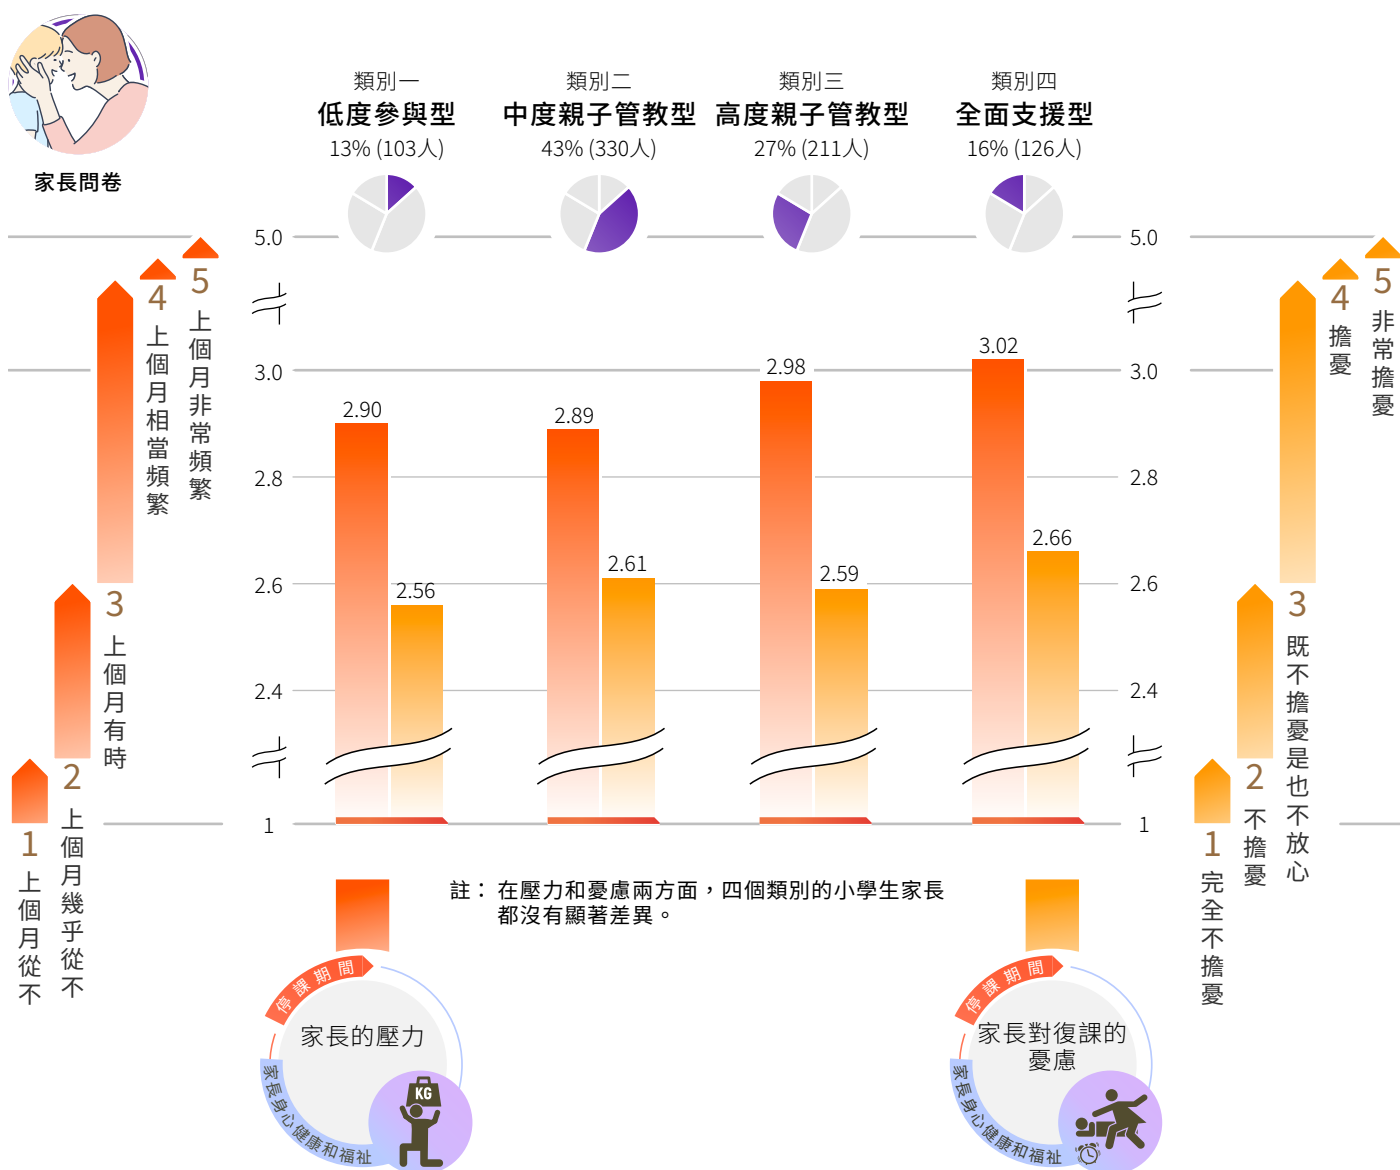 家長問卷
類別一
低度參與型
13% (103人)
類別二
中度親子管教型
43% (330人)
類別三
高度親子管教型
27% (211人)
類別四
全面支援型
16% (126人)
5.0
3.0
2.8
2.6
2.4
1
5.0
3.0
2.8
2.6
2.4
1
1 上個月從不
2 上個月幾乎從不
3 上個月有時
4 上個月相當頻繁
5 上個月非常頻繁
2.90
2.56
2.89
2.61
2.98
2.59
3.02
2.66
1 完全不擔憂
2 不擔憂
3 既不擔憂是也不放心
4 擔憂
5 非常擔憂
註： 在壓力和憂慮兩方面，四個類別的小學生家長
都沒有顯著差異。
停課期間
家長的壓力
家長身心健康和福祉
KG
停課期間
家長對復課的
憂慮
家長身心健康和福祉